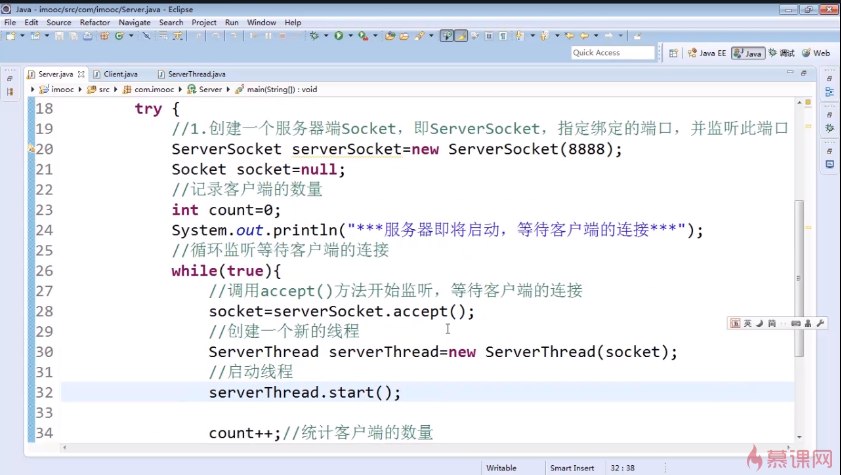 Java - imooc/src/com/imooc/Server.java - Eclipse
File Edit Source Refactor Navigate Search Project Run Window Help
Quick Access Java EE Java 调试 Web
Server.java Client.java ServerThread.java
imooc src com.imooc Server main(String[]) : void
18 try {
19 //1.创建一个服务器端Socket，即ServerSocket，指定绑定的端口，并监听此端口
20 ServerSocket serverSocket=new ServerSocket(8888);
21 Socket socket=null;
22 //记录客户端的数量
23 int count=0;
24 System.out.println("***服务器即将启动，等待客户端的连接***");
25 //循环监听等待客户端的连接
26 while(true){
27 //调用accept()方法开始监听，等待客户端的连接
28 socket=serverSocket.accept();
29 //创建一个新的线程
30 ServerThread serverThread=new ServerThread(socket);
31 //启动线程
32 serverThread.start();
33
34 count++;//统计客户端的数量
英 简
Writable Smart Insert 32 : 38
慕课网